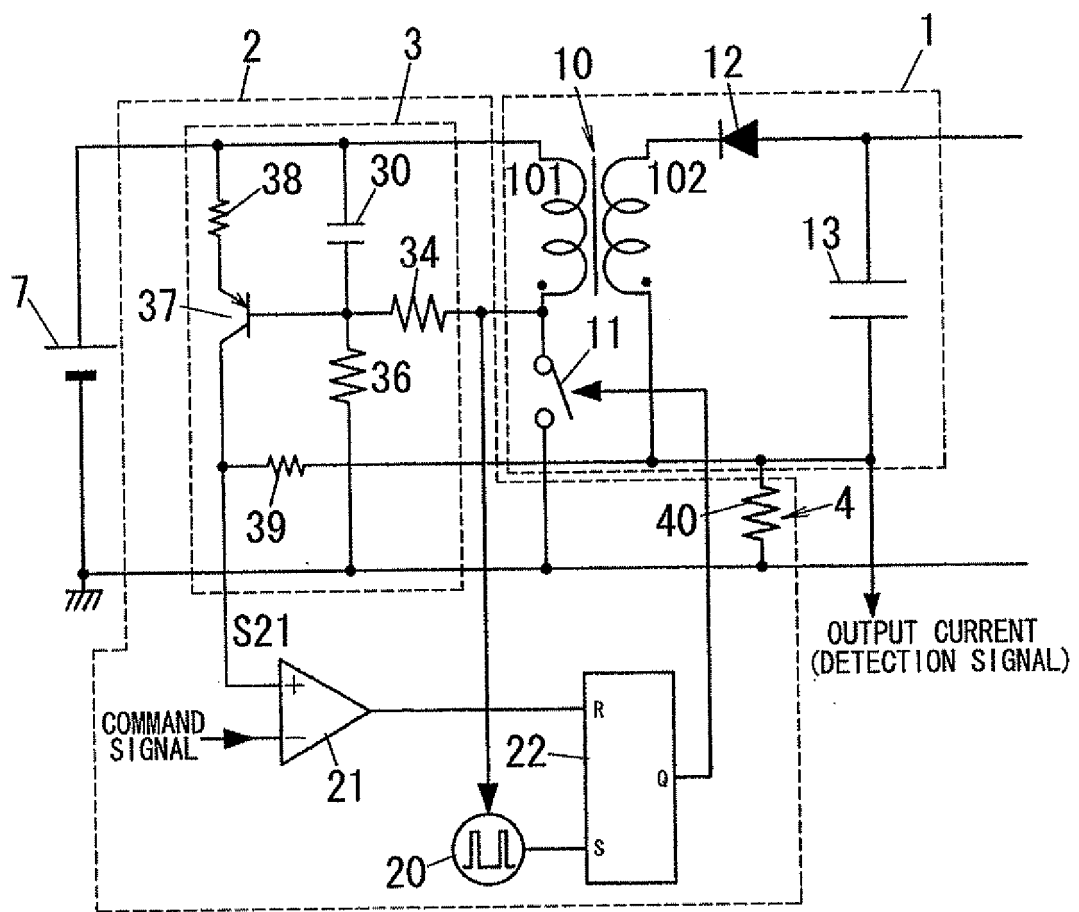 2
3
10
12
1
38
30
101
102
34
13
7
37
11
36
39
40
4
S21
OUTPUT CURRENT
(DETECTION SIGNAL)
COMMAND
SIGNAL
+
−
21
R
22
Q
20
S